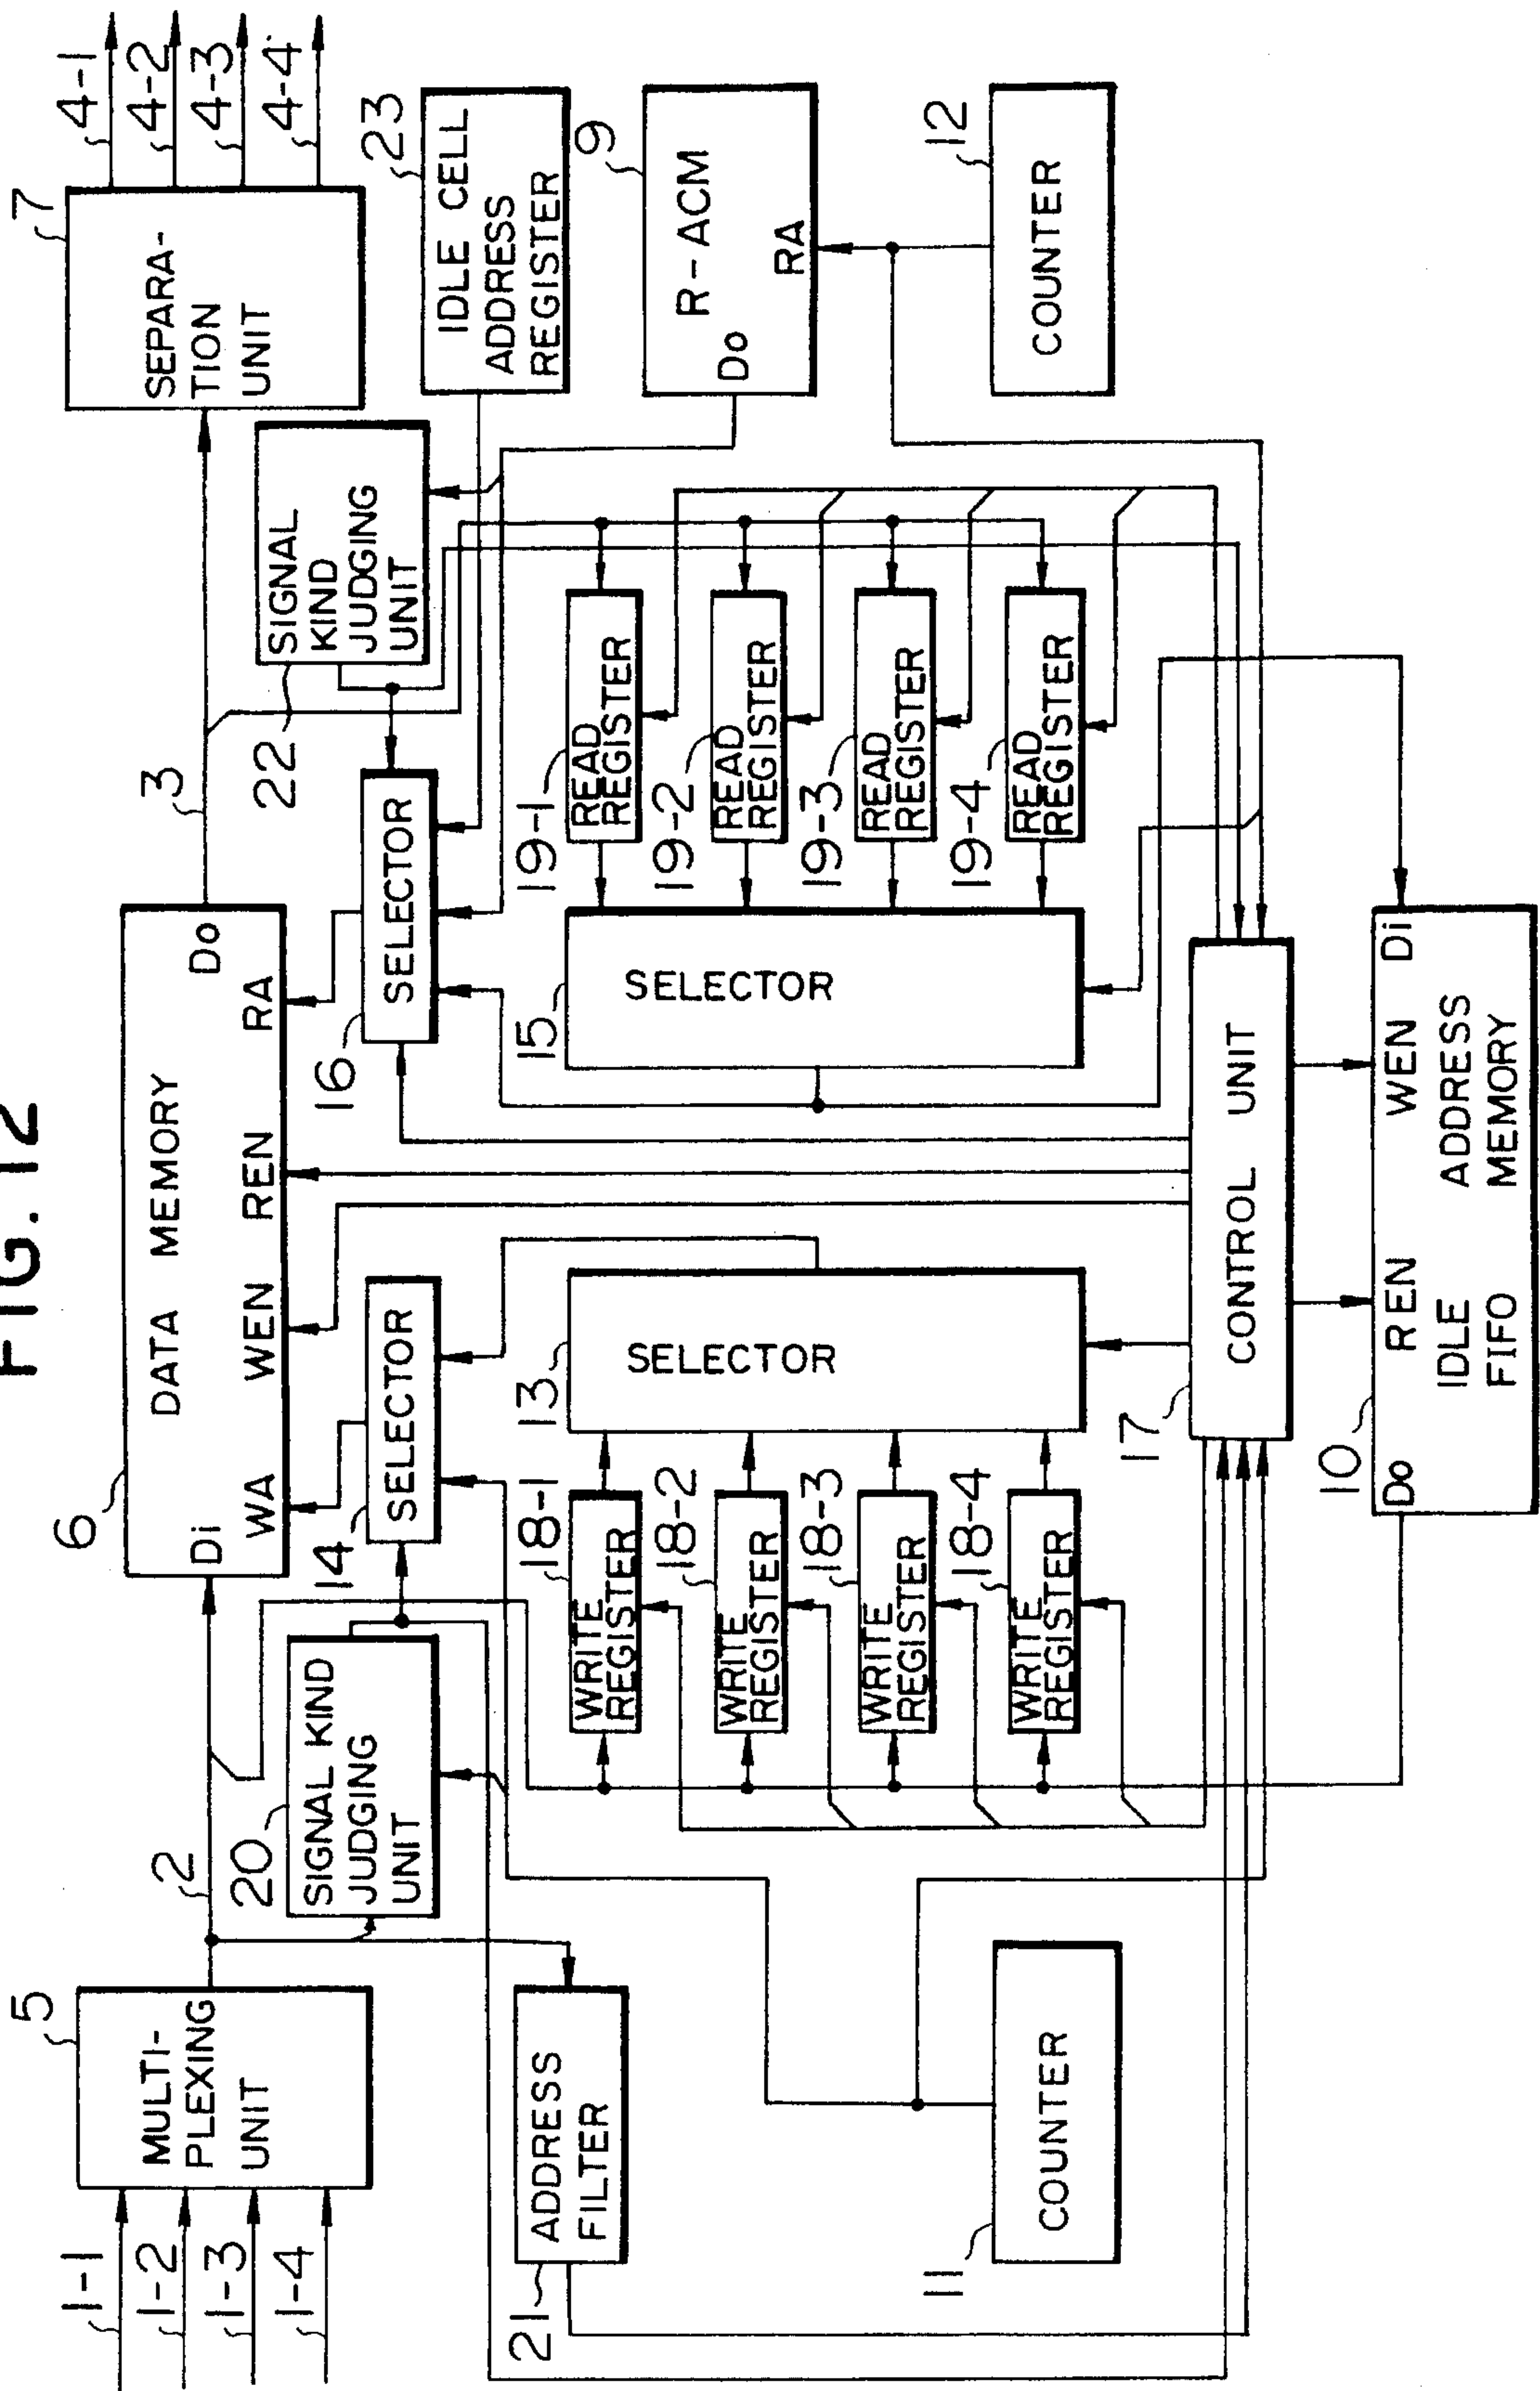 FIG. 12
1-1
1-2
1-3
1-4
5
MULTI-
PLEXING
UNIT
2
20
SIGNAL KIND
JUDGING
UNIT
21
ADDRESS
FILTER
11
COUNTER
6
DATA MEMORY
Di
WA
WEN
REN
RA
Do
14
SELECTOR
18-1
WRITE
REGISTER
18-2
WRITE
REGISTER
18-3
WRITE
REGISTER
18-4
WRITE
REGISTER
13
SELECTOR
16
SELECTOR
15
SELECTOR
19-1
READ
REGISTER
19-2
READ
REGISTER
19-3
READ
REGISTER
19-4
READ
REGISTER
17
CONTROL UNIT
10
Do
REN
WEN
Di
IDLE ADDRESS
FIFO MEMORY
3
22
SIGNAL
KIND
JUDGING
UNIT
7
SEPARA-
TION
UNIT
4-1
4-2
4-3
4-4
23
IDLE CELL
ADDRESS
REGISTER
9
R-ACM
Do
RA
12
COUNTER